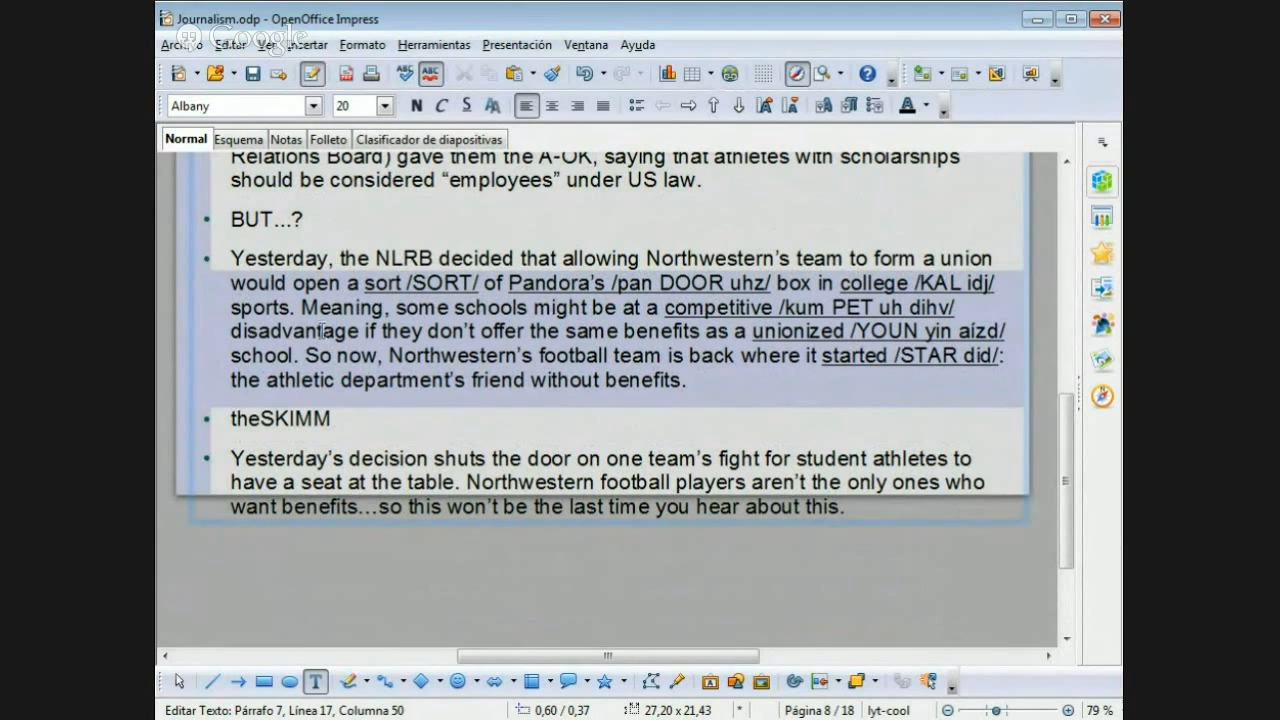 Journalism.odp - OpenOffice Impress
Google
Archivo Editar Ver Insertar Formato Herramientas Presentación Ventana Ayuda
Albany 20 N C S
Normal Esquema Notas Folleto Clasificador de diapositivas
Relations Board) gave them the A-OK, saying that athletes with scholarships
should be considered “employees” under US law.
• BUT...?
• Yesterday, the NLRB decided that allowing Northwestern’s team to form a union
would open a sort /SORT/ of Pandora’s /pan DOOR uhz/ box in college /KAL idj/
sports. Meaning, some schools might be at a competitive /kum PET uh dihv/
disadvantage if they don’t offer the same benefits as a unionized /YOUN yin aízd/
school. So now, Northwestern’s football team is back where it started /STAR did/:
the athletic department’s friend without benefits.
• theSKIMM
• Yesterday’s decision shuts the door on one team’s fight for student athletes to
have a seat at the table. Northwestern football players aren’t the only ones who
want benefits…so this won’t be the last time you hear about this.
Editar Texto: Párrafo 7, Línea 17, Columna 50 0,60 / 0,37 27,20 x 21,43 * Página 8 / 18 lyt-cool 79 %